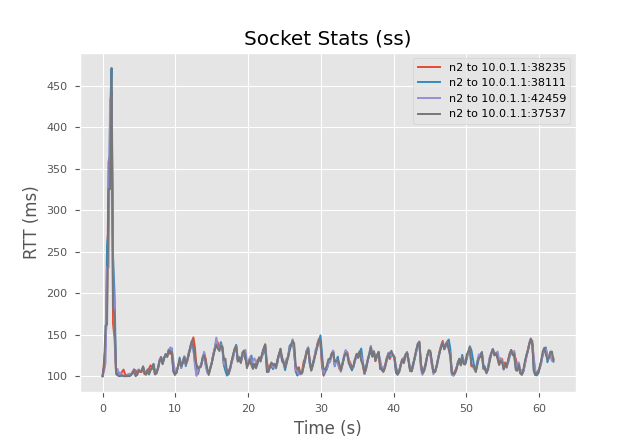 Socket Stats (ss)
n2 to 10.0.1.1:38235
n2 to 10.0.1.1:38111
n2 to 10.0.1.1:42459
n2 to 10.0.1.1:37537
450
400
350
300
250
200
150
100
RTT (ms)
0 10 20 30 40 50 60
Time (s)